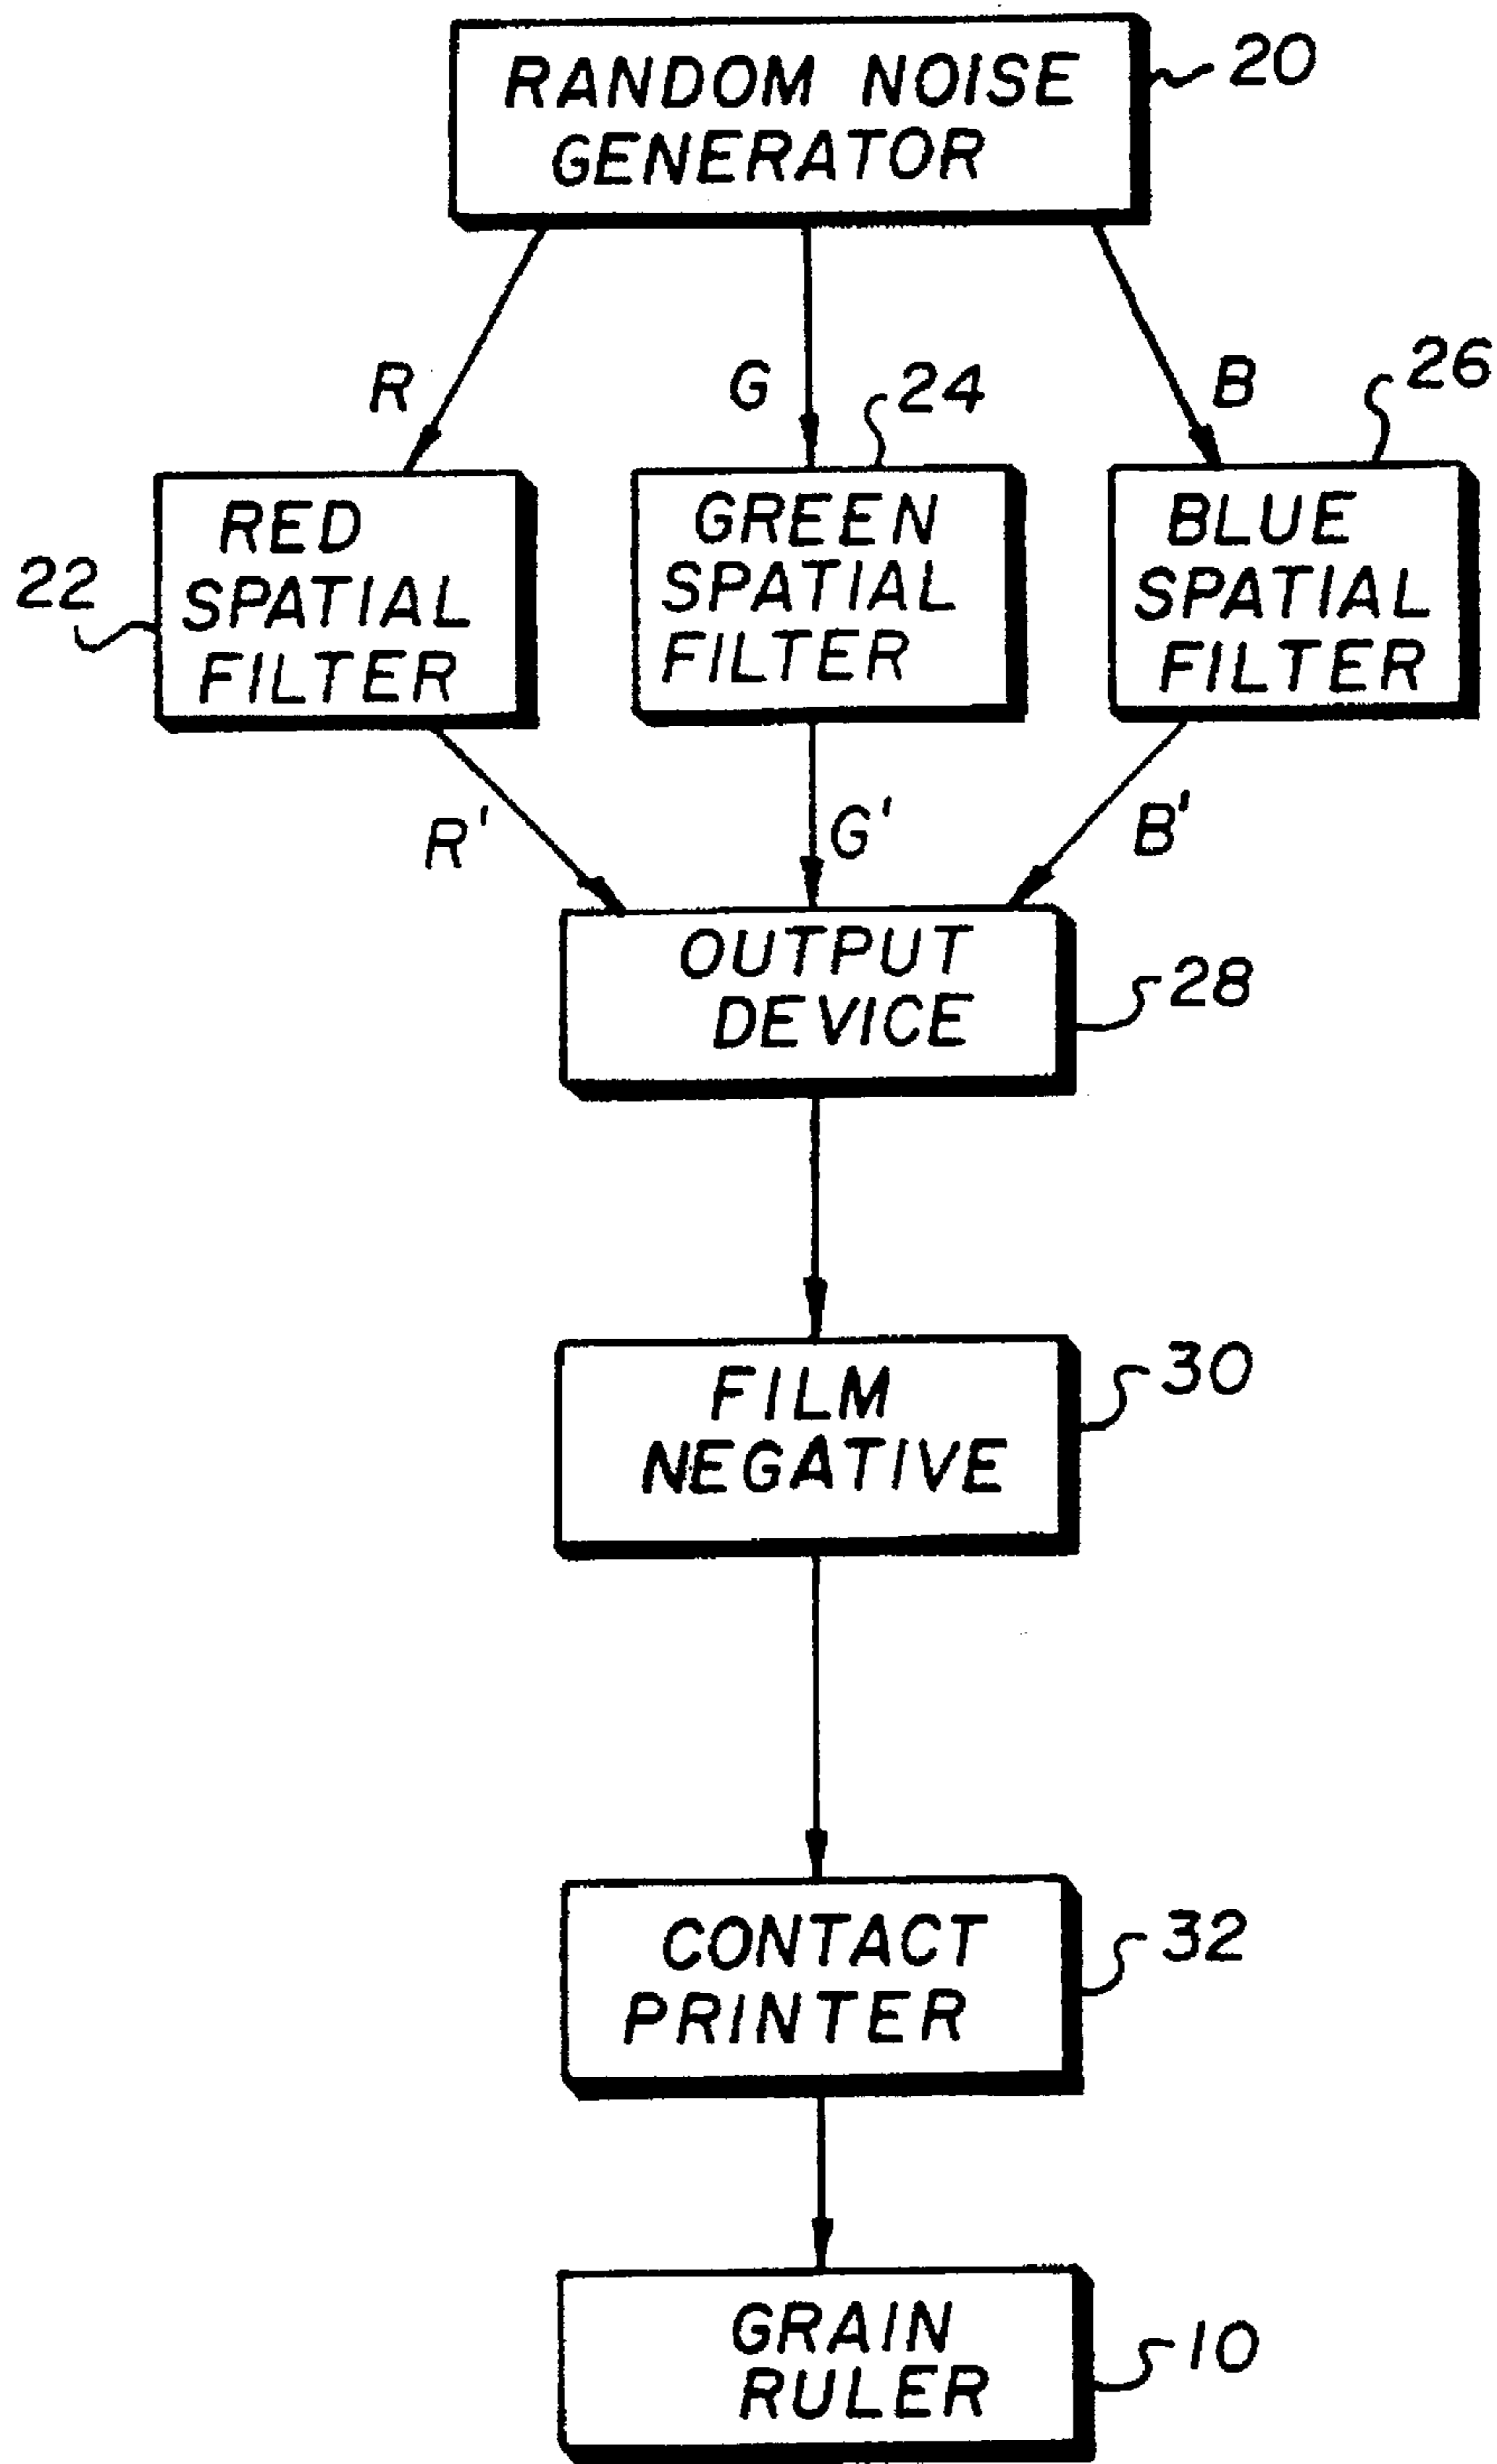 RANDOM NOISE
GENERATOR
20
R
G
24
B
26
RED
SPATIAL
FILTER
22
GREEN
SPATIAL
FILTER
BLUE
SPATIAL
FILTER
R'
G'
B'
OUTPUT
DEVICE
28
FILM
NEGATIVE
30
CONTACT
PRINTER
32
GRAIN
RULER
10